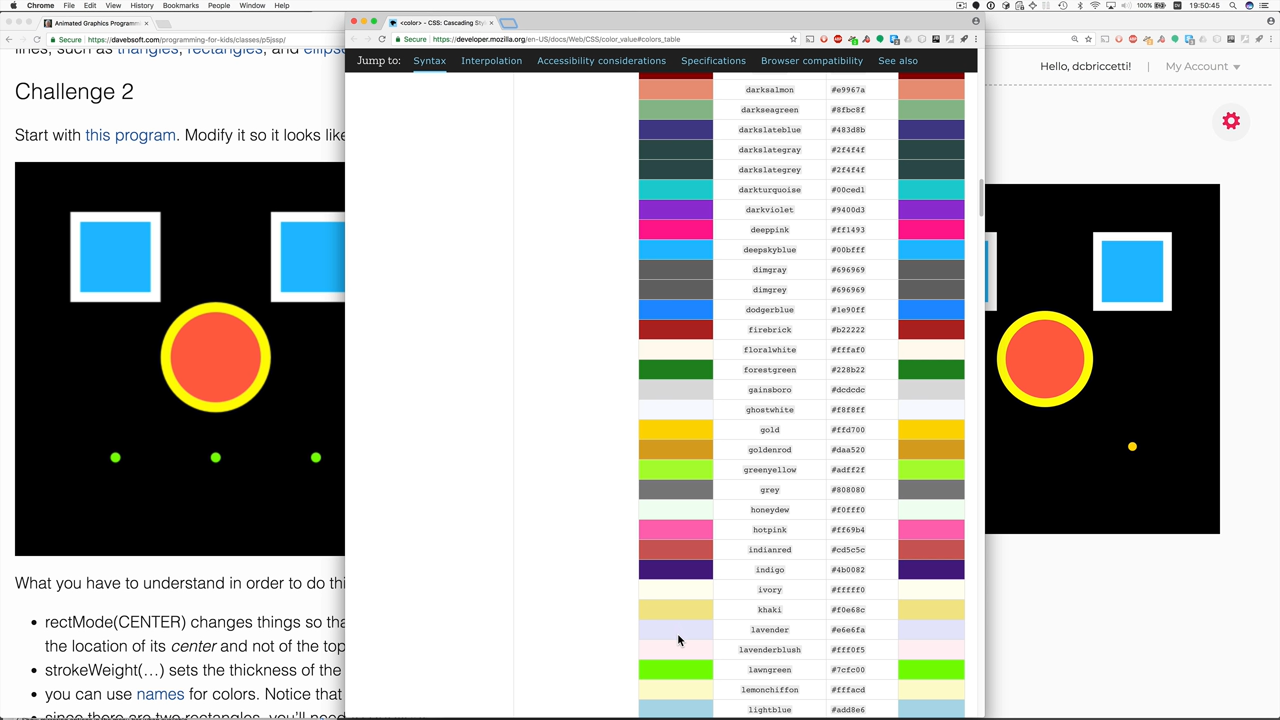 Chrome File Edit View History Bookmarks People Window Help
100%
19:50:45
Animated Graphics Programm
<color> - CSS: Cascading Sty
Secure https://davebsoft.com/programming-for-kids/classes/p5jssp/
Secure https://developer.mozilla.org/en-US/docs/Web/CSS/color_value#colors_table
lines, such as triangles, rectangles, and ellips
Challenge 2
Start with this program. Modify it so it looks like
What you have to understand in order to do thi
rectMode(CENTER) changes things so tha
the location of its center and not of the top
strokeWeight(…) sets the thickness of the
you can use names for colors. Notice that
since there are two rectangles, you'll need
Jump to: Syntax Interpolation Accessibility considerations Specifications Browser compatibility See also
darksalmon #e9967a
darkseagreen #8fbc8f
darkslateblue #483d8b
darkslategray #2f4f4f
darkslategrey #2f4f4f
darkturquoise #00ced1
darkviolet #9400d3
deeppink #ff1493
deepskyblue #00bfff
dimgray #696969
dimgrey #696969
dodgerblue #1e90ff
firebrick #b22222
floralwhite #fffaf0
forestgreen #228b22
gainsboro #dcdcdc
ghostwhite #f8f8ff
gold #ffd700
goldenrod #daa520
greenyellow #adff2f
grey #808080
honeydew #f0fff0
hotpink #ff69b4
indianred #cd5c5c
indigo #4b0082
ivory #fffff0
khaki #f0e68c
lavender #e6e6fa
lavenderblush #fff0f5
lawngreen #7cfc00
lemonchiffon #fffacd
lightblue #add8e6
Hello, dcbriccetti! | My Account